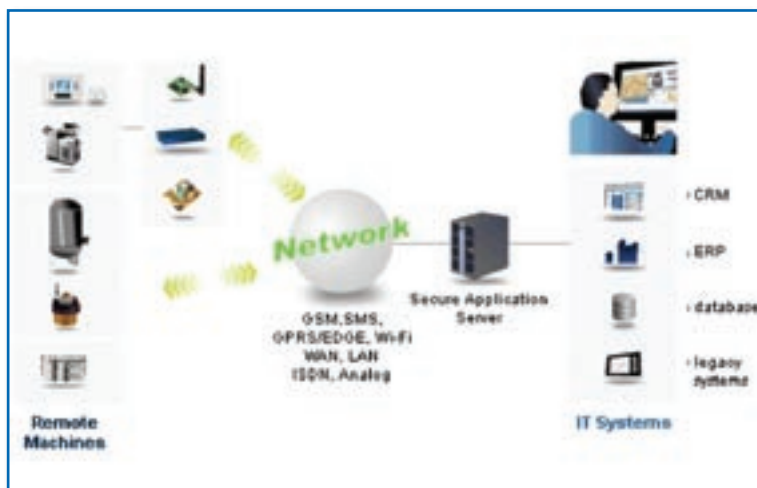 Network
GSM,SMS,
GPRS/EDGE, Wi-Fi
WAN, LAN
ISDN, Analog
Secure Application
Server
CRM
ERP
database
legacy
systems
Remote
Machines
IT Systems